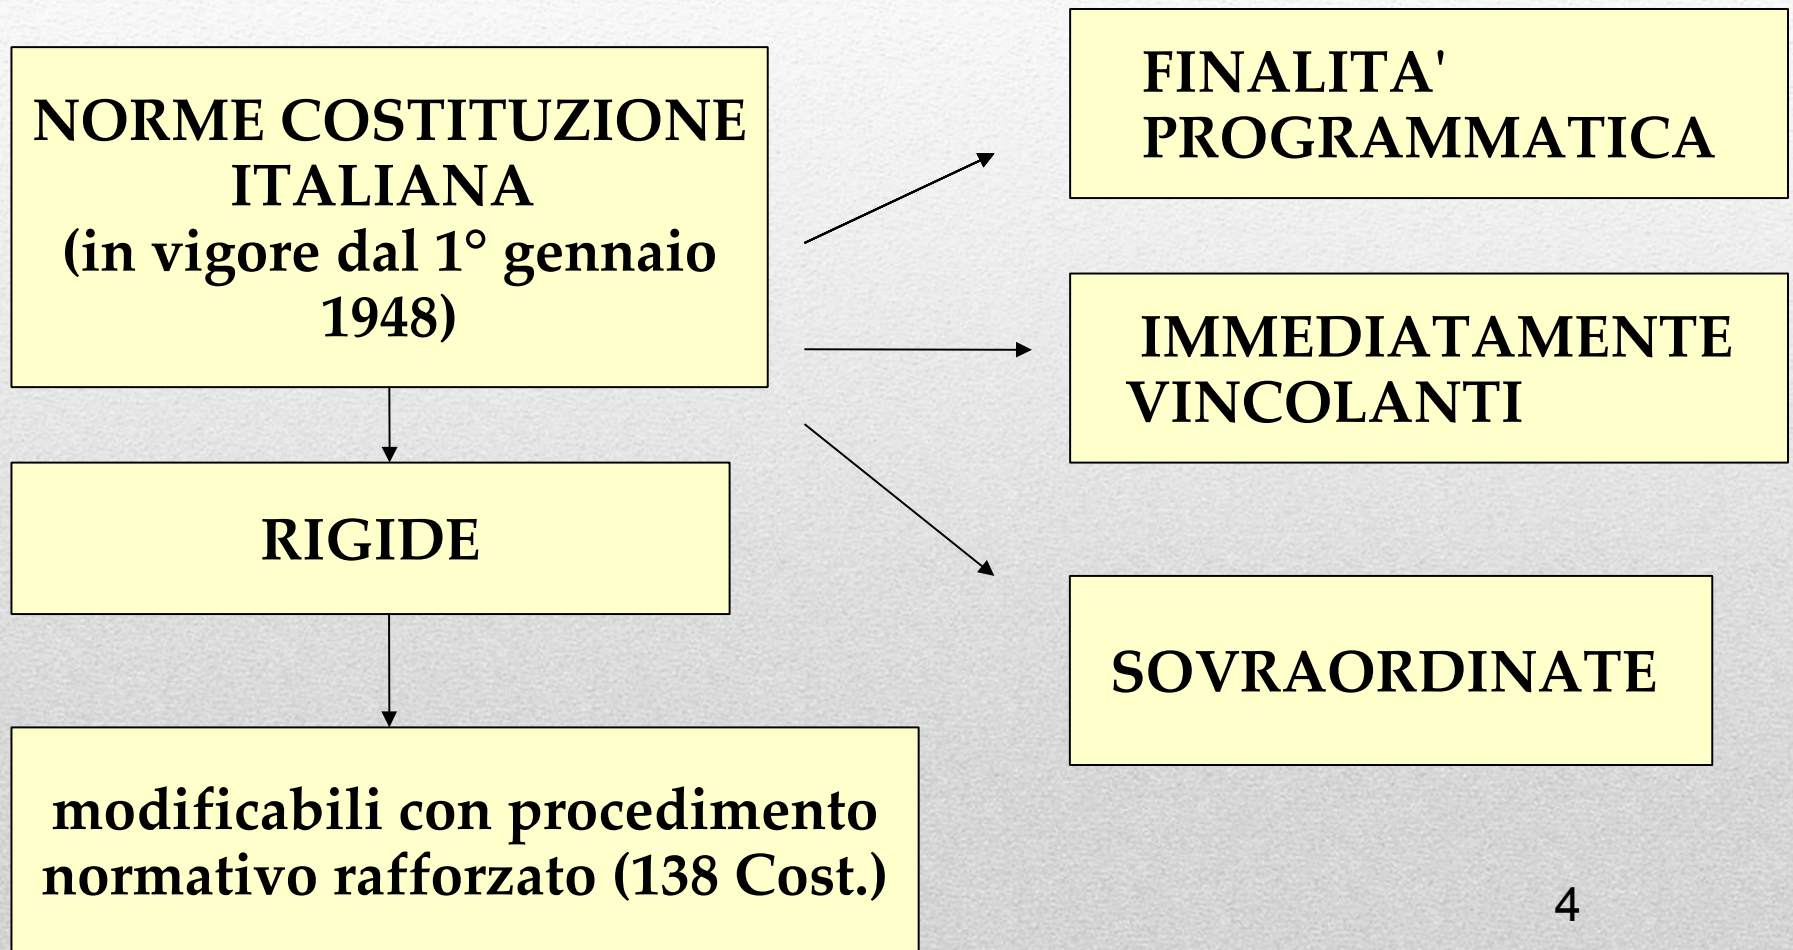 NORME COSTITUZIONE
ITALIANA
(in vigore dal 1° gennaio
1948)
FINALITA'
PROGRAMMATICA
IMMEDIATAMENTE
VINCOLANTI
RIGIDE
SOVRAORDINATE
modificabili con procedimento
normativo rafforzato (138 Cost.)
4